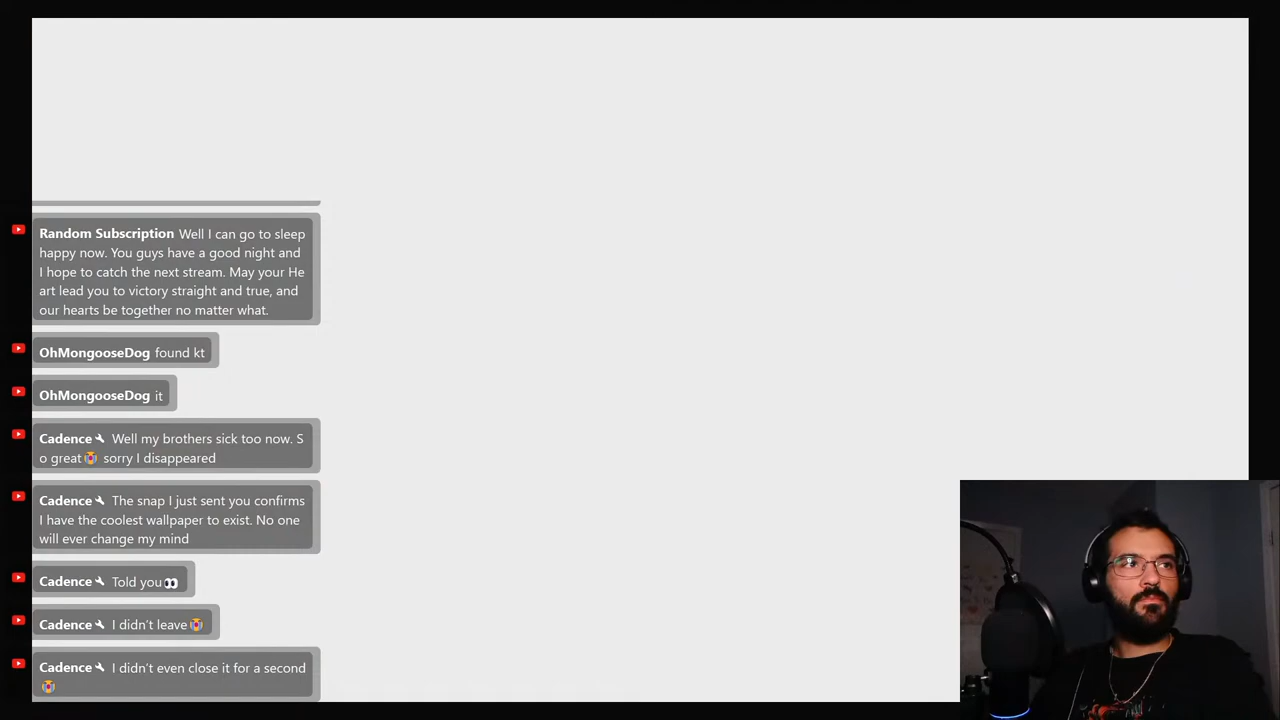 Random Subscription Well I can go to sleep
happy now. You guys have a good night and
I hope to catch the next stream. May your He
art lead you to victory straight and true, and
our hearts be together no matter what.
OhMongooseDog found kt
OhMongooseDog it
Cadence Well my brothers sick too now. S
o great😭 sorry I disappeared
Cadence The snap I just sent you confirms
I have the coolest wallpaper to exist. No one
will ever change my mind
Cadence Told you👀
Cadence I didn't leave😭
Cadence I didn't even close it for a second
😭